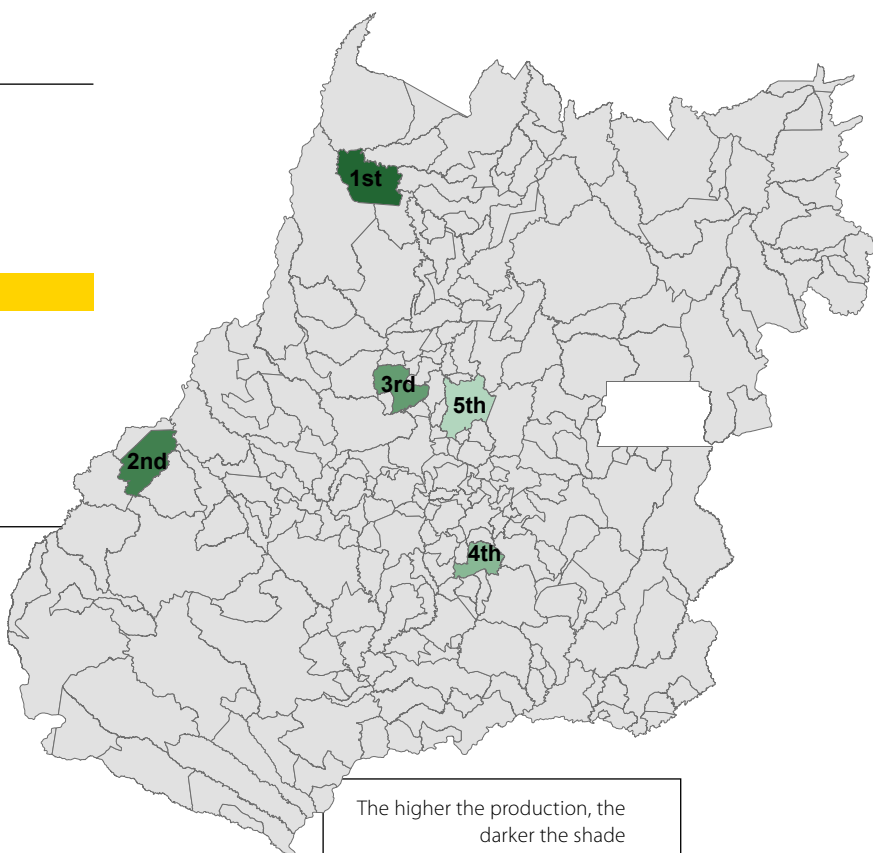 1st
3rd
5th
2nd
4th
The higher the production, the
darker the shade